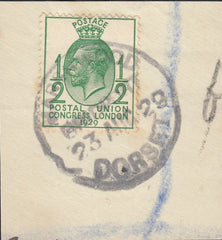 POSTAGE
1/2 1/2
POSTAL UNION
CONGRESS LONDON
1929
23 29
DORSET